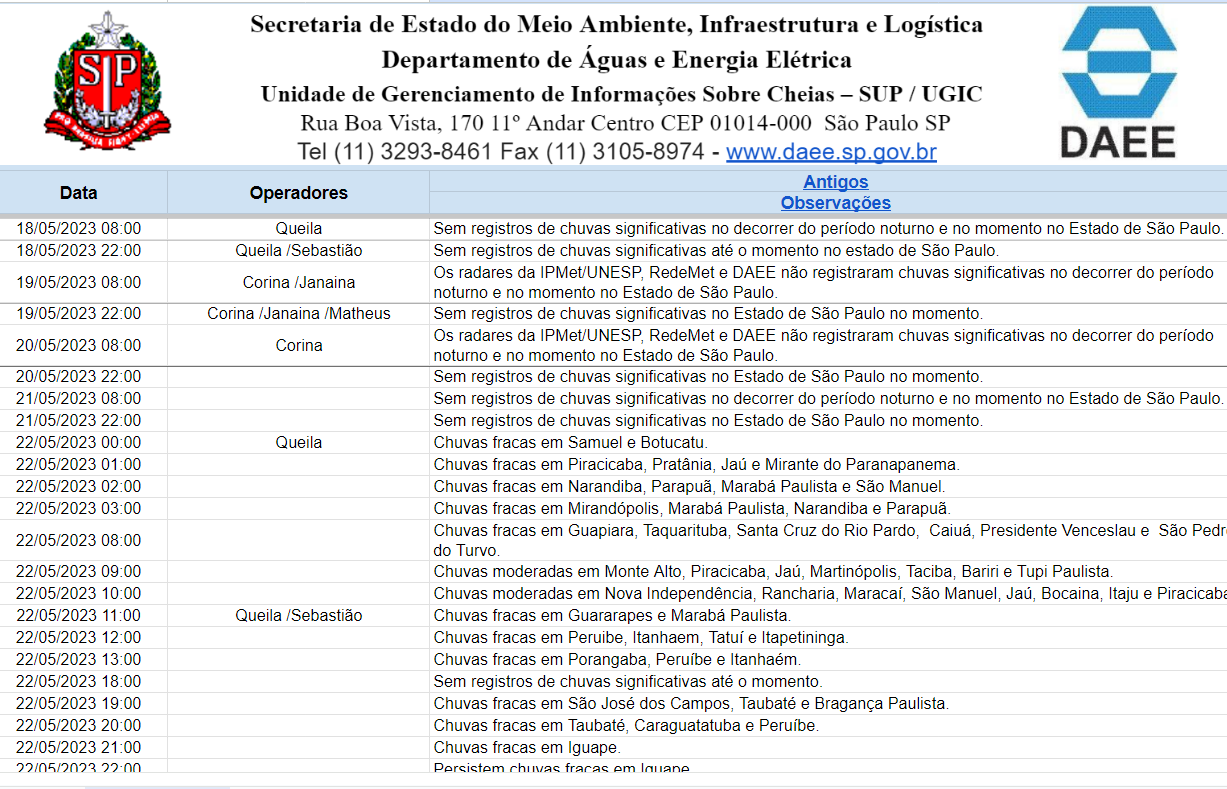 Secretaria de Estado do Meio Ambiente, Infraestrutura e Logística
Departamento de Águas e Energia Elétrica
Unidade de Gerenciamento de Informações Sobre Cheias – SUP / UGIC
Rua Boa Vista, 170 11º Andar Centro CEP 01014-000 São Paulo SP
Tel (11) 3293-8461 Fax (11) 3105-8974 - www.daee.sp.gov.br
SP
DAEE
Data Operadores Antigos
Observações
18/05/2023 08:00 Queila Sem registros de chuvas significativas no decorrer do período noturno e no momento no Estado de São Paulo.
18/05/2023 22:00 Queila /Sebastião Sem registros de chuvas significativas até o momento no estado de São Paulo.
19/05/2023 08:00 Corina /Janaina Os radares da IPMet/UNESP, RedeMet e DAEE não registraram chuvas significativas no decorrer do período
noturno e no momento no Estado de São Paulo.
19/05/2023 22:00 Corina /Janaina /Matheus Sem registros de chuvas significativas no Estado de São Paulo no momento.
20/05/2023 08:00 Corina Os radares da IPMet/UNESP, RedeMet e DAEE não registraram chuvas significativas no decorrer do período
noturno e no momento no Estado de São Paulo.
20/05/2023 22:00 Sem registros de chuvas significativas no Estado de São Paulo no momento.
21/05/2023 08:00 Sem registros de chuvas significativas no decorrer do período noturno e no momento no Estado de São Paulo.
21/05/2023 22:00 Sem registros de chuvas significativas no Estado de São Paulo no momento.
22/05/2023 00:00 Queila Chuvas fracas em Samuel e Botucatu.
22/05/2023 01:00 Chuvas fracas em Piracicaba, Pratânia, Jaú e Mirante do Paranapanema.
22/05/2023 02:00 Chuvas fracas em Narandiba, Parapuã, Marabá Paulista e São Manuel.
22/05/2023 03:00 Chuvas fracas em Mirandópolis, Marabá Paulista, Narandiba e Parapuã.
22/05/2023 08:00 Chuvas fracas em Guapiara, Taquarituba, Santa Cruz do Rio Pardo, Caiuá, Presidente Venceslau e São Pedr
do Turvo.
22/05/2023 09:00 Chuvas moderadas em Monte Alto, Piracicaba, Jaú, Martinópolis, Taciba, Bariri e Tupi Paulista.
22/05/2023 10:00 Chuvas moderadas em Nova Independência, Rancharia, Maracaí, São Manuel, Jaú, Bocaina, Itaju e Piracicaba
22/05/2023 11:00 Queila /Sebastião Chuvas fracas em Guararapes e Marabá Paulista.
22/05/2023 12:00 Chuvas fracas em Peruibe, Itanhaem, Tatuí e Itapetininga.
22/05/2023 13:00 Chuvas fracas em Porangaba, Peruíbe e Itanhaém.
22/05/2023 18:00 Sem registros de chuvas significativas até o momento.
22/05/2023 19:00 Chuvas fracas em São José dos Campos, Taubaté e Bragança Paulista.
22/05/2023 20:00 Chuvas fracas em Taubaté, Caraguatatuba e Peruíbe.
22/05/2023 21:00 Chuvas fracas em Iguape.
22/05/2023 22:00 Persistem chuvas fracas em Iguape